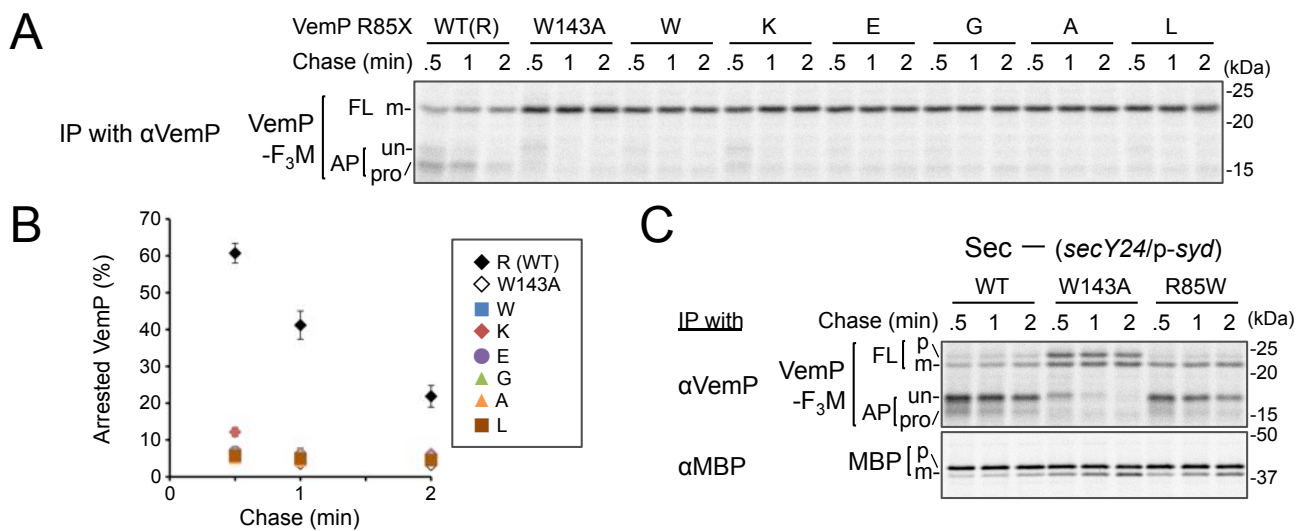 A
VemP R85X WT(R) W143A W K E G A L
Chase (min) .5 1 2 .5 1 2 .5 1 2 .5 1 2 .5 1 2 .5 1 2 .5 1 2 .5 1 2 (kDa)
IP with αVemP
VemP
-F₃M
FL m-
AP
un-
pro
-25
-20
-15
B
Arrested VemP (%)
70
60
50
40
30
20
10
0
0 1 2
Chase (min)
R (WT)
W143A
W
K
E
G
A
L
C
Sec — (secY24/p-syd)
WT W143A R85W
IP with Chase (min) .5 1 2 .5 1 2 .5 1 2 (kDa)
αVemP
VemP
-F₃M
FL
p
m-
AP
un-
pro
-25
-20
-15
αMBP
MBP
p
m-
-50
-37